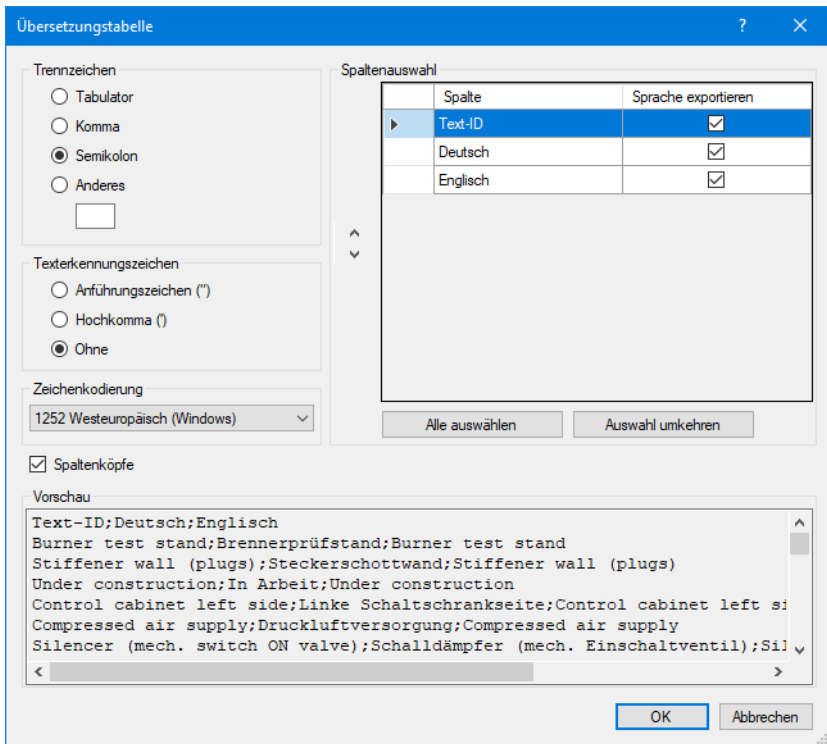 Übersetzungstabelle
?
Trennzeichen
Tabulator
Komma
Semikolon
Anderes
Texterkennungszeichen
Anführungszeichen (")
Hochkomma (')
Ohne
Zeichenkodierung
1252 Westeuropäisch (Windows)
Spaltenauswahl
Spalte Sprache exportieren
Text-ID
Deutsch
Englisch
Alle auswählen Auswahl umkehren
Spaltenköpfe
Vorschau
Text-ID;Deutsch;Englisch
Burner test stand;Brennerprüfstand;Burner test stand
Stiffener wall (plugs);Steckerschottwand;Stiffener wall (plugs)
Under construction;In Arbeit;Under construction
Control cabinet left side;Linke Schaltschrankseite;Control cabinet left si
Compressed air supply;Druckluftversorgung;Compressed air supply
Silencer (mech. switch ON valve);Schalldämpfer (mech. Einschaltventil);Sil
OK Abbrechen